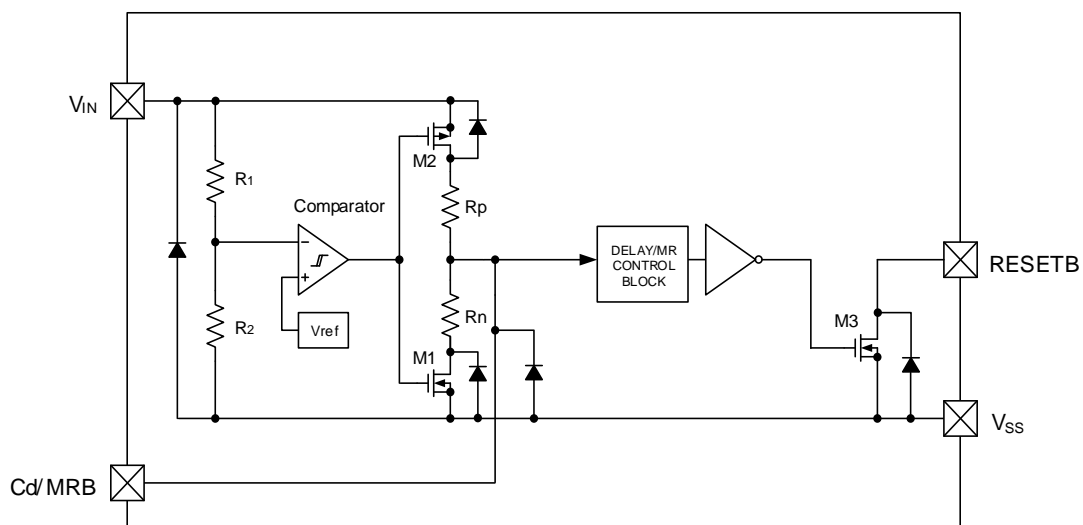 VIN
M2
R1
Comparator
Rp
−
DELAY/MR
CONTROL
BLOCK
RESETB
+
Rn
R2
Vref
M3
M1
VSS
Cd/MRB